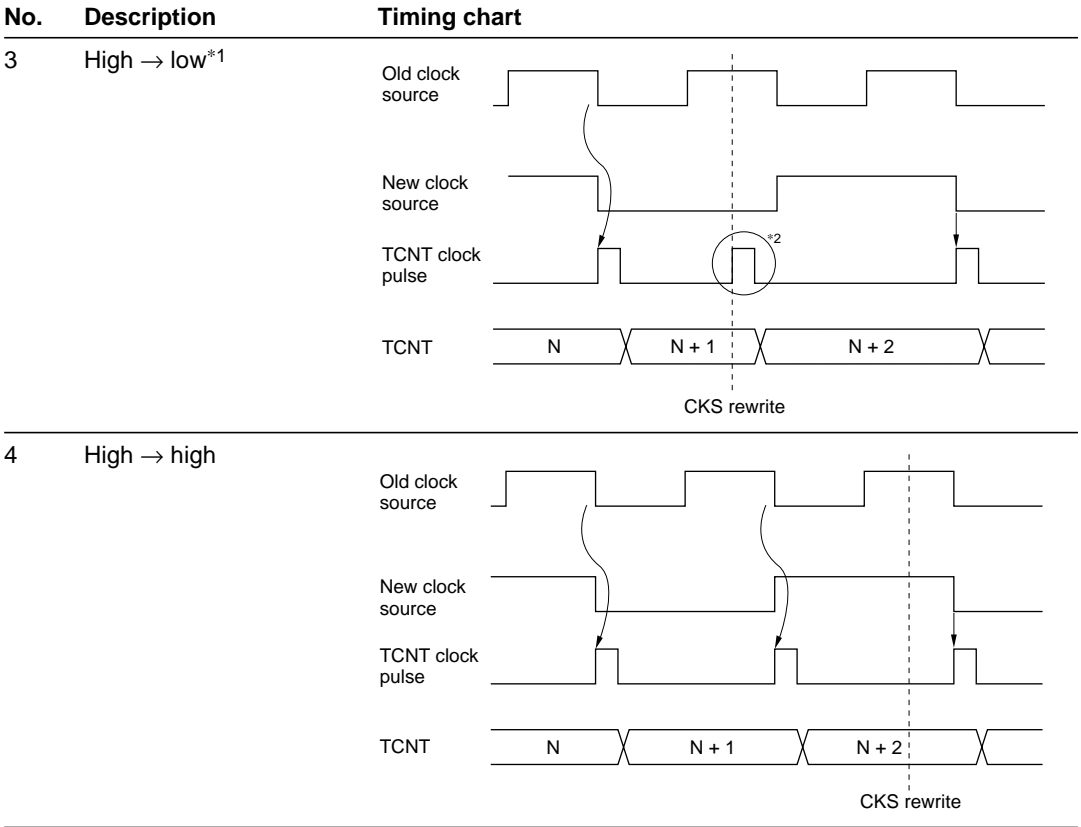 No. Description Timing chart
3 High → low*1
Old clock
source
New clock
source
TCNT clock
pulse
*2
TCNT N N + 1 N + 2
CKS rewrite
4 High → high
Old clock
source
New clock
source
TCNT clock
pulse
TCNT N N + 1 N + 2
CKS rewrite